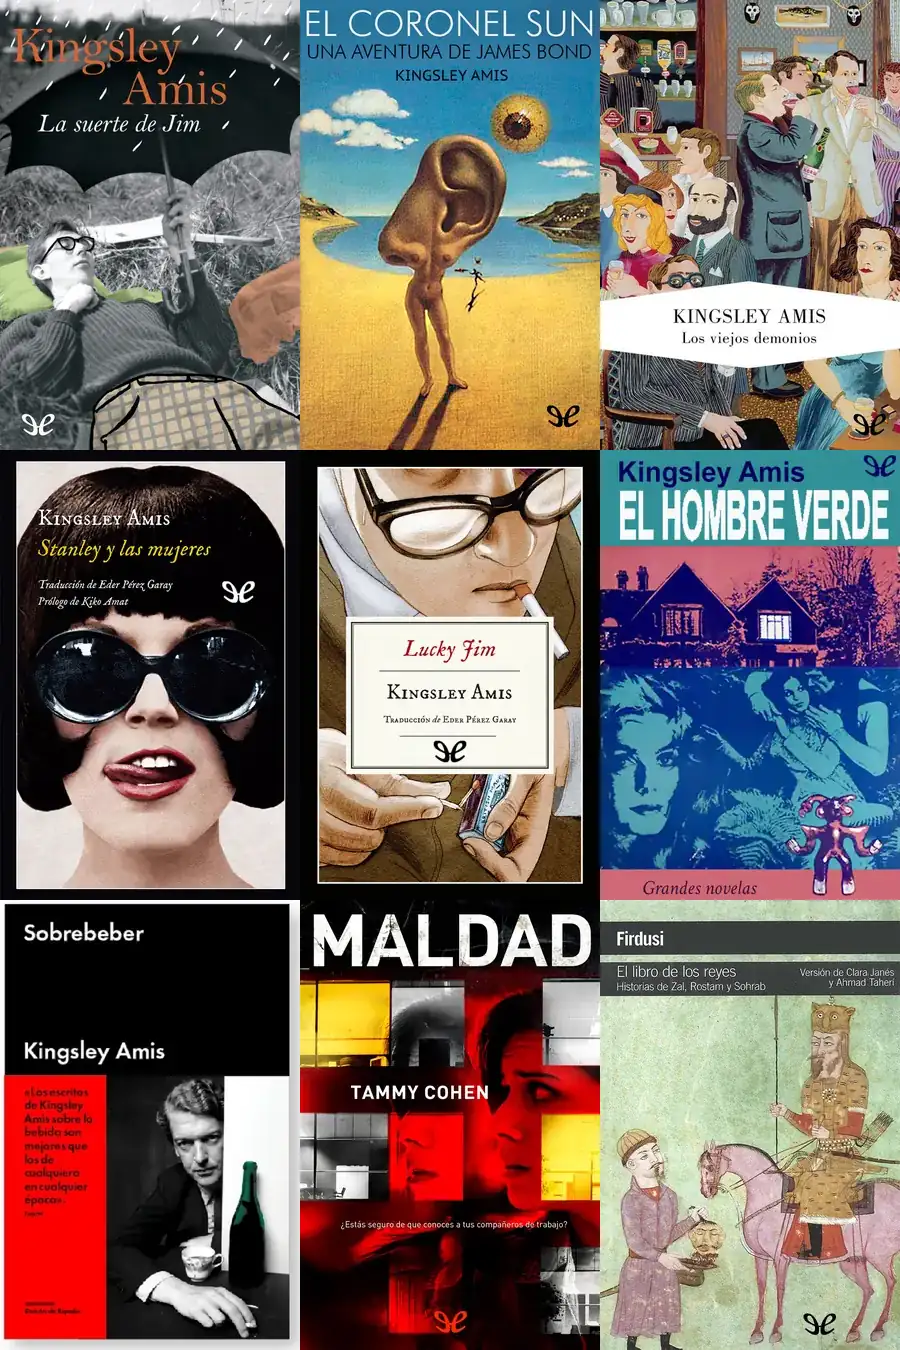 Kingsley
Amis
La suerte de Jim
EL CORONEL SUN
UNA AVENTURA DE JAMES BOND
KINGSLEY AMIS
KINGSLEY AMIS
Los viejos demonios
KINGSLEY AMIS
Stanley y las mujeres
Traducción de Eder Pérez Garay
Prólogo de Kiko Amat
Lucky Jim
KINGSLEY AMIS
TRADUCCIÓN de EDER PÉREZ GARAY
Kingsley Amis
EL HOMBRE VERDE
Grandes novelas
Sobrebeber
Kingsley Amis
«Los escritos
de Kingsley
Amis sobre la
bebida son
mejores que
los de
cualquiera
en cualquier
época».
MALDAD
TAMMY COHEN
¿Estás seguro de que conoces a tus compañeros de trabajo?
Firdusi
El libro de los reyes
Historias de Zal, Rostam y Sohrab
Versión de Clara Janés
y Ahmad Taherí